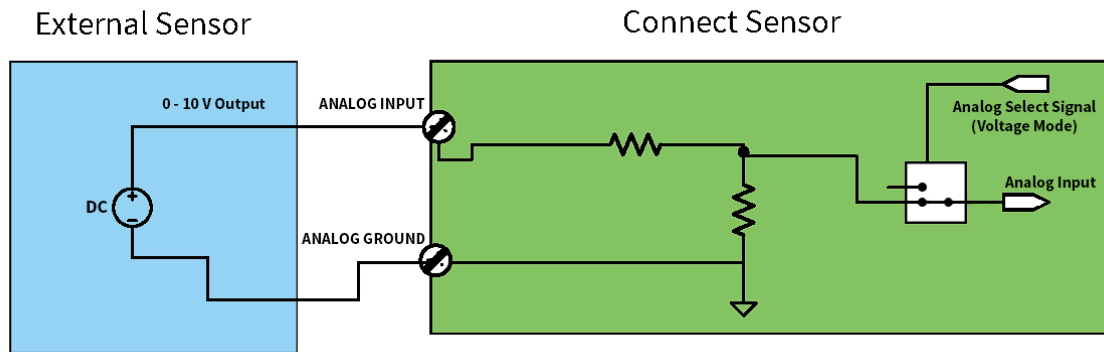 External Sensor
Connect Sensor
0 - 10 V Output
ANALOG INPUT
Analog Select Signal
(Voltage Mode)
Analog Input
DC
+
−
ANALOG GROUND